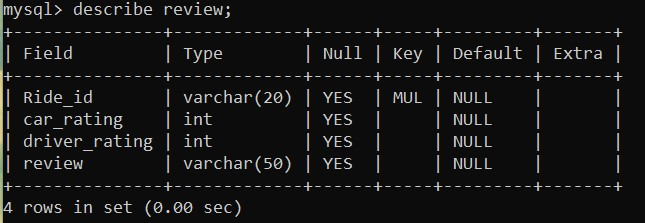 mysql> describe review;
+---------------+-------------+------+-----+---------+-------+
| Field         | Type        | Null | Key | Default | Extra |
+---------------+-------------+------+-----+---------+-------+
| Ride_id       | varchar(20) | YES  | MUL | NULL    |       |
| car_rating    | int         | YES  |     | NULL    |       |
| driver_rating | int         | YES  |     | NULL    |       |
| review        | varchar(50) | YES  |     | NULL    |       |
+---------------+-------------+------+-----+---------+-------+
4 rows in set (0.00 sec)